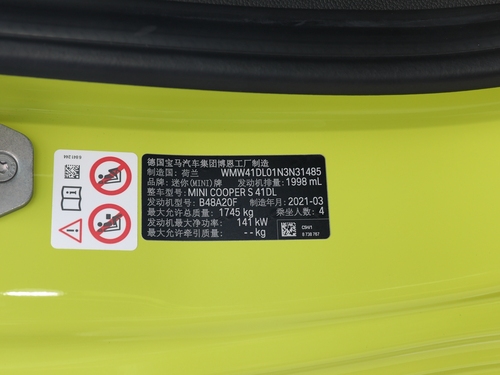 德国宝马汽车集团博恩工厂制造
制造国：荷兰 WMW41DL01N3N31485
品牌：迷你(MINI)牌 发动机排量：1998 mL
整车型号：MINI COOPER S 41DL
发动机型号：B48A20F 制造年月：2021-03
最大允许总质量：1745 kg 乘坐人数：4
发动机最大净功率：141 kW
最大允许牵引质量：-- kg